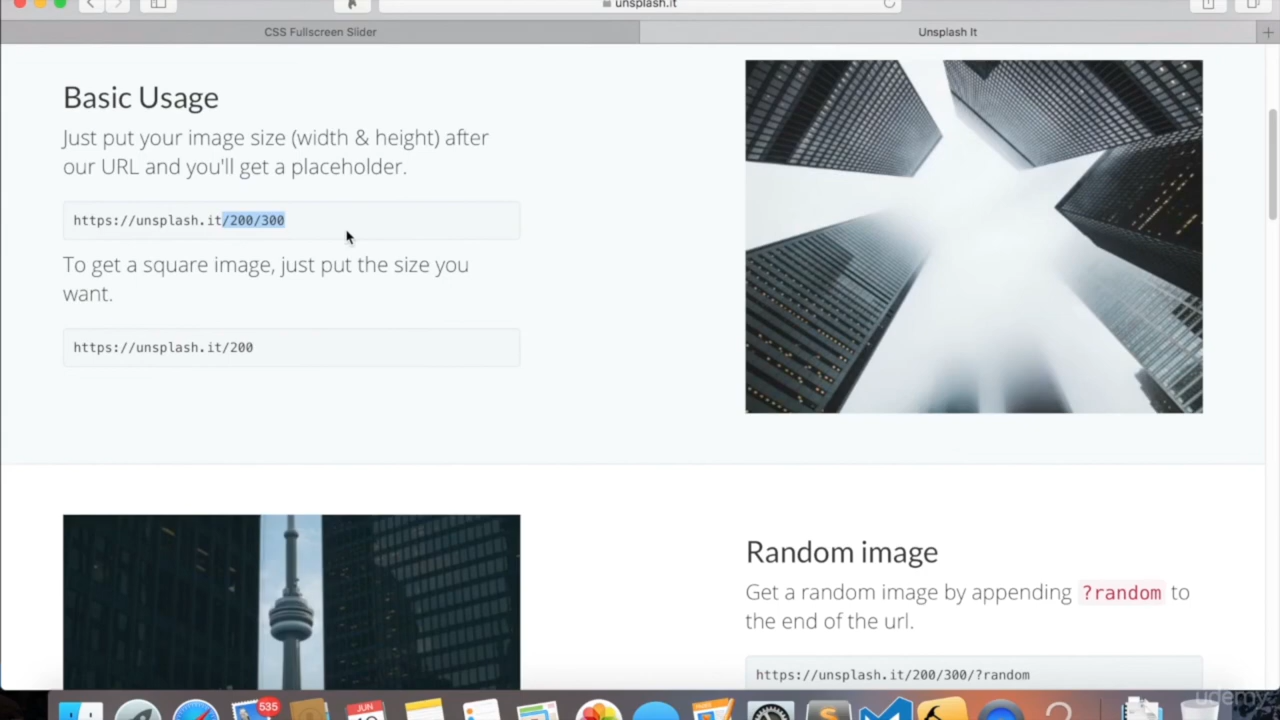 unsplash.it
CSS Fullscreen Slider
Unsplash It
Basic Usage
Just put your image size (width & height) after
our URL and you'll get a placeholder.
https://unsplash.it/200/300
To get a square image, just put the size you
want.
https://unsplash.it/200
Random image
Get a random image by appending ?random to
the end of the url.
https://unsplash.it/200/300/?random
535
JUN
udemy